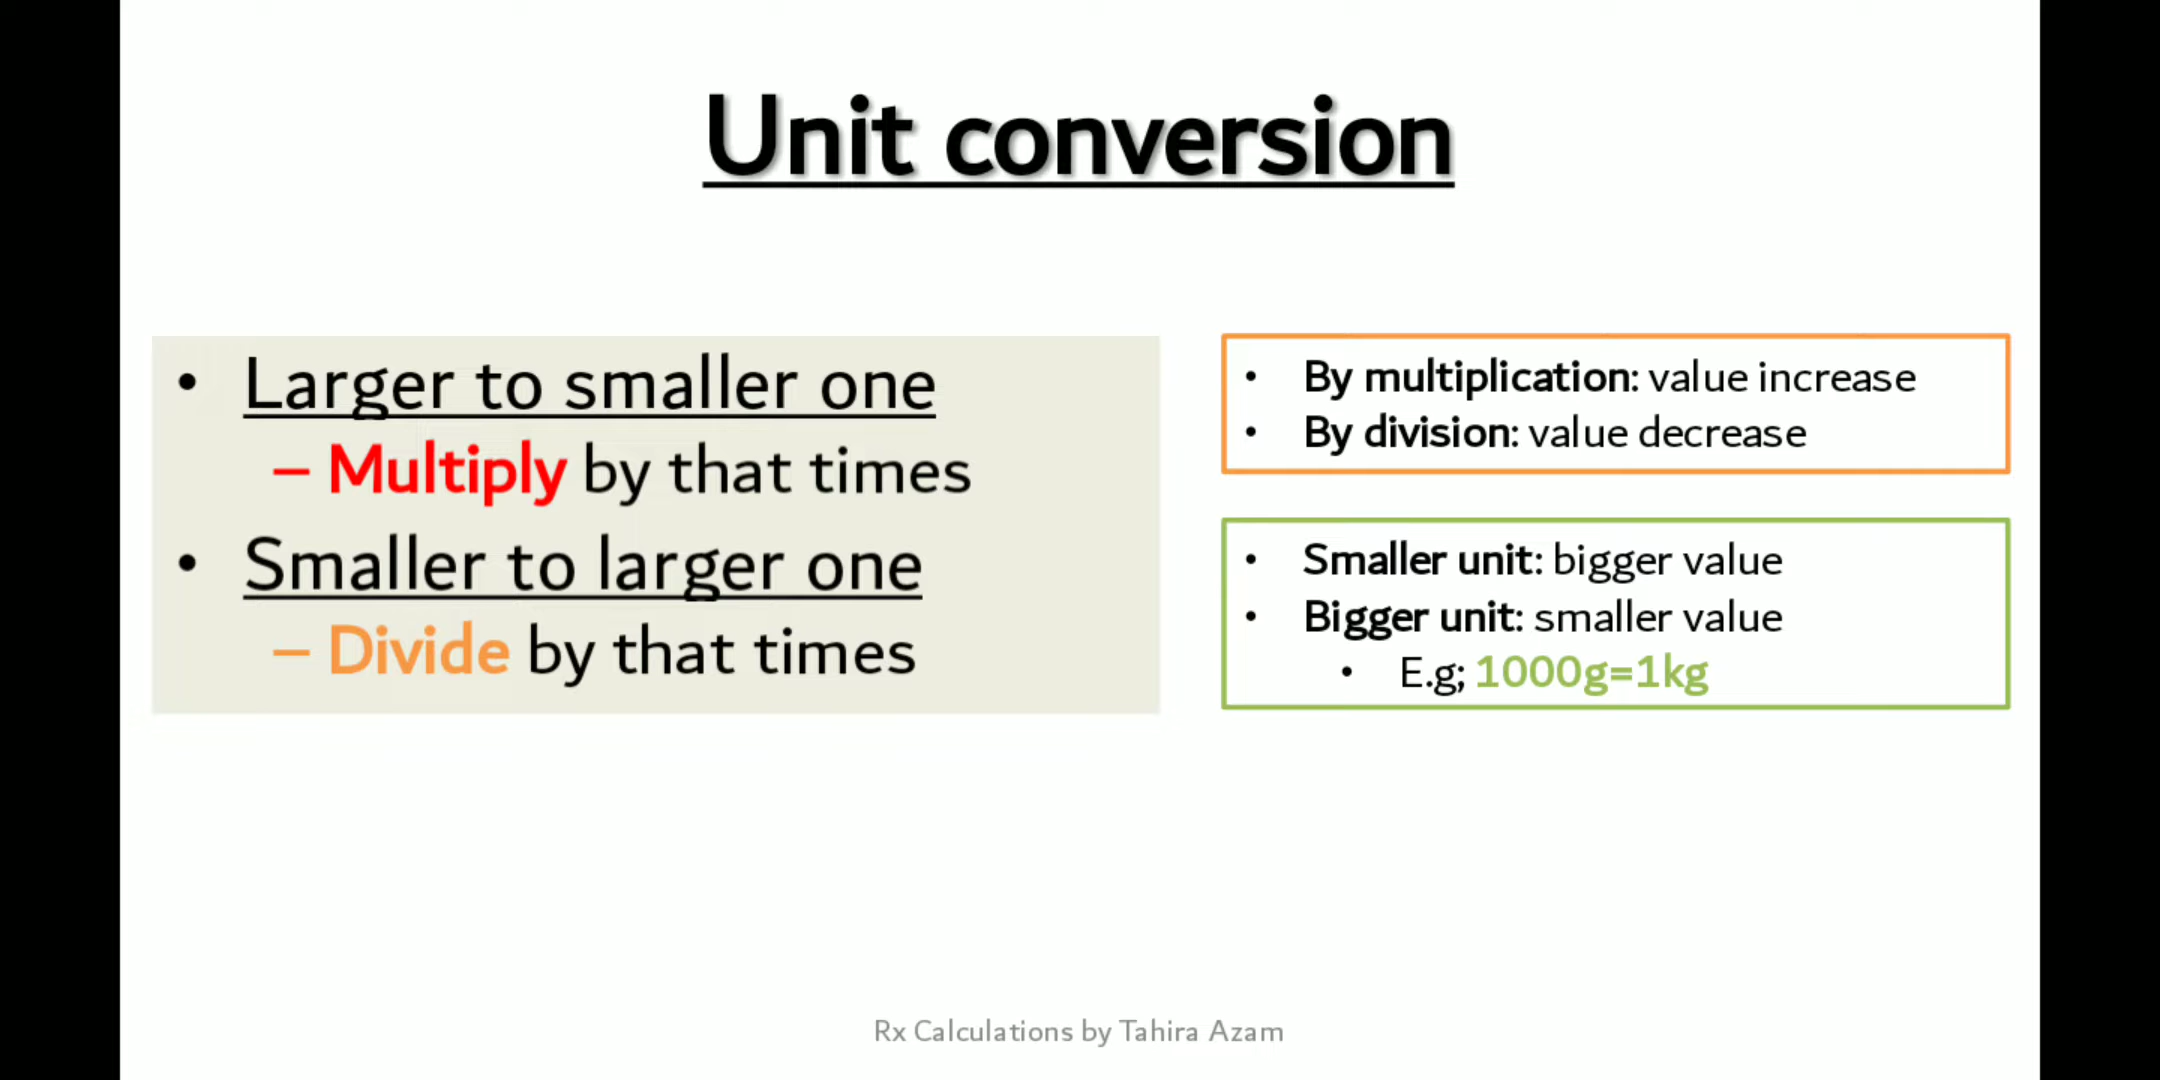 Unit conversion
• Larger to smaller one
– Multiply by that times
• Smaller to larger one
– Divide by that times
• By multiplication: value increase
• By division: value decrease
• Smaller unit: bigger value
• Bigger unit: smaller value
• E.g; 1000g=1kg
Rx Calculations by Tahira Azam